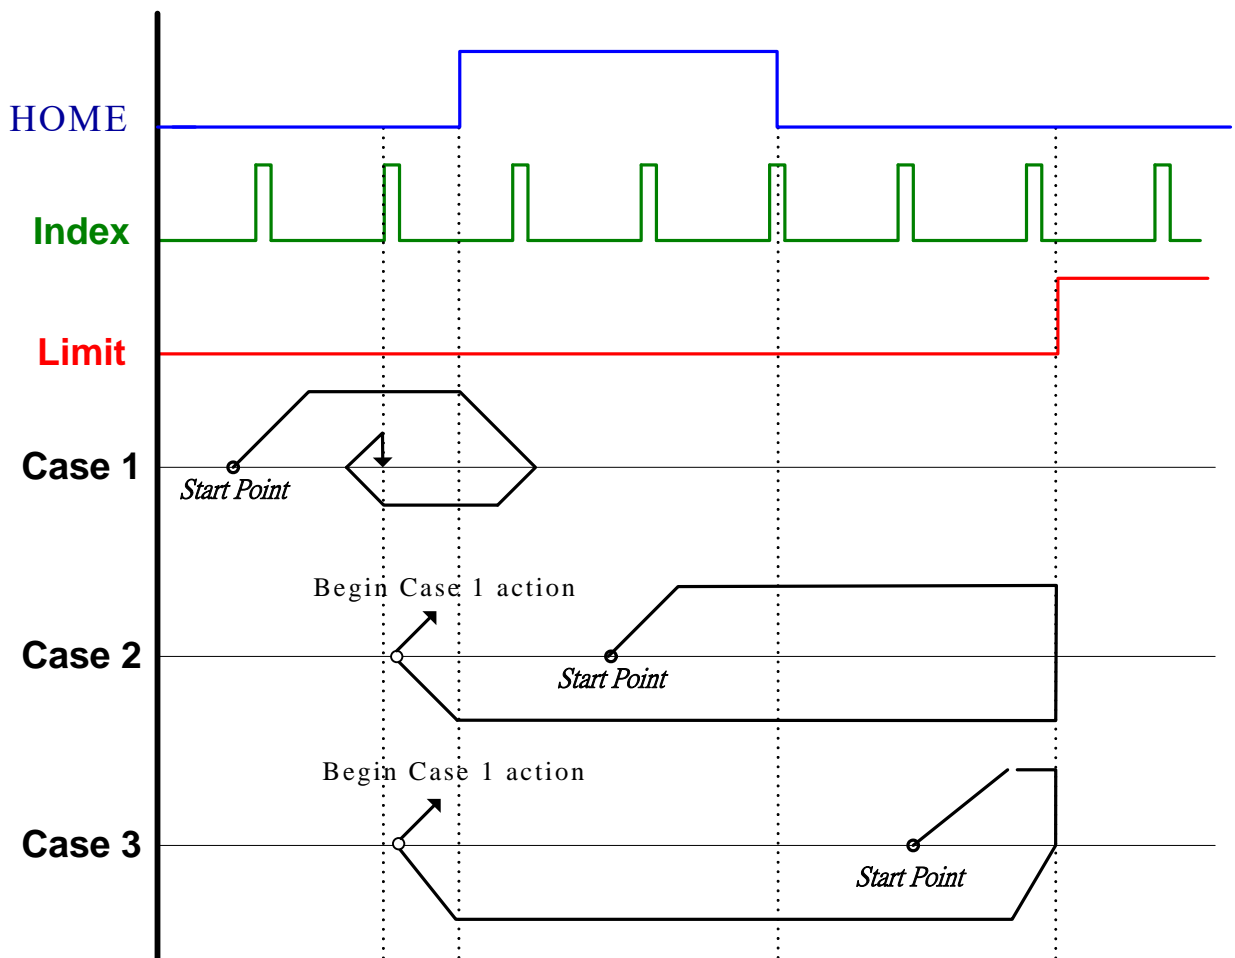 HOME
Index
Limit
Case 1
Start Point
Begin Case 1 action
Case 2
Start Point
Begin Case 1 action
Case 3
Start Point